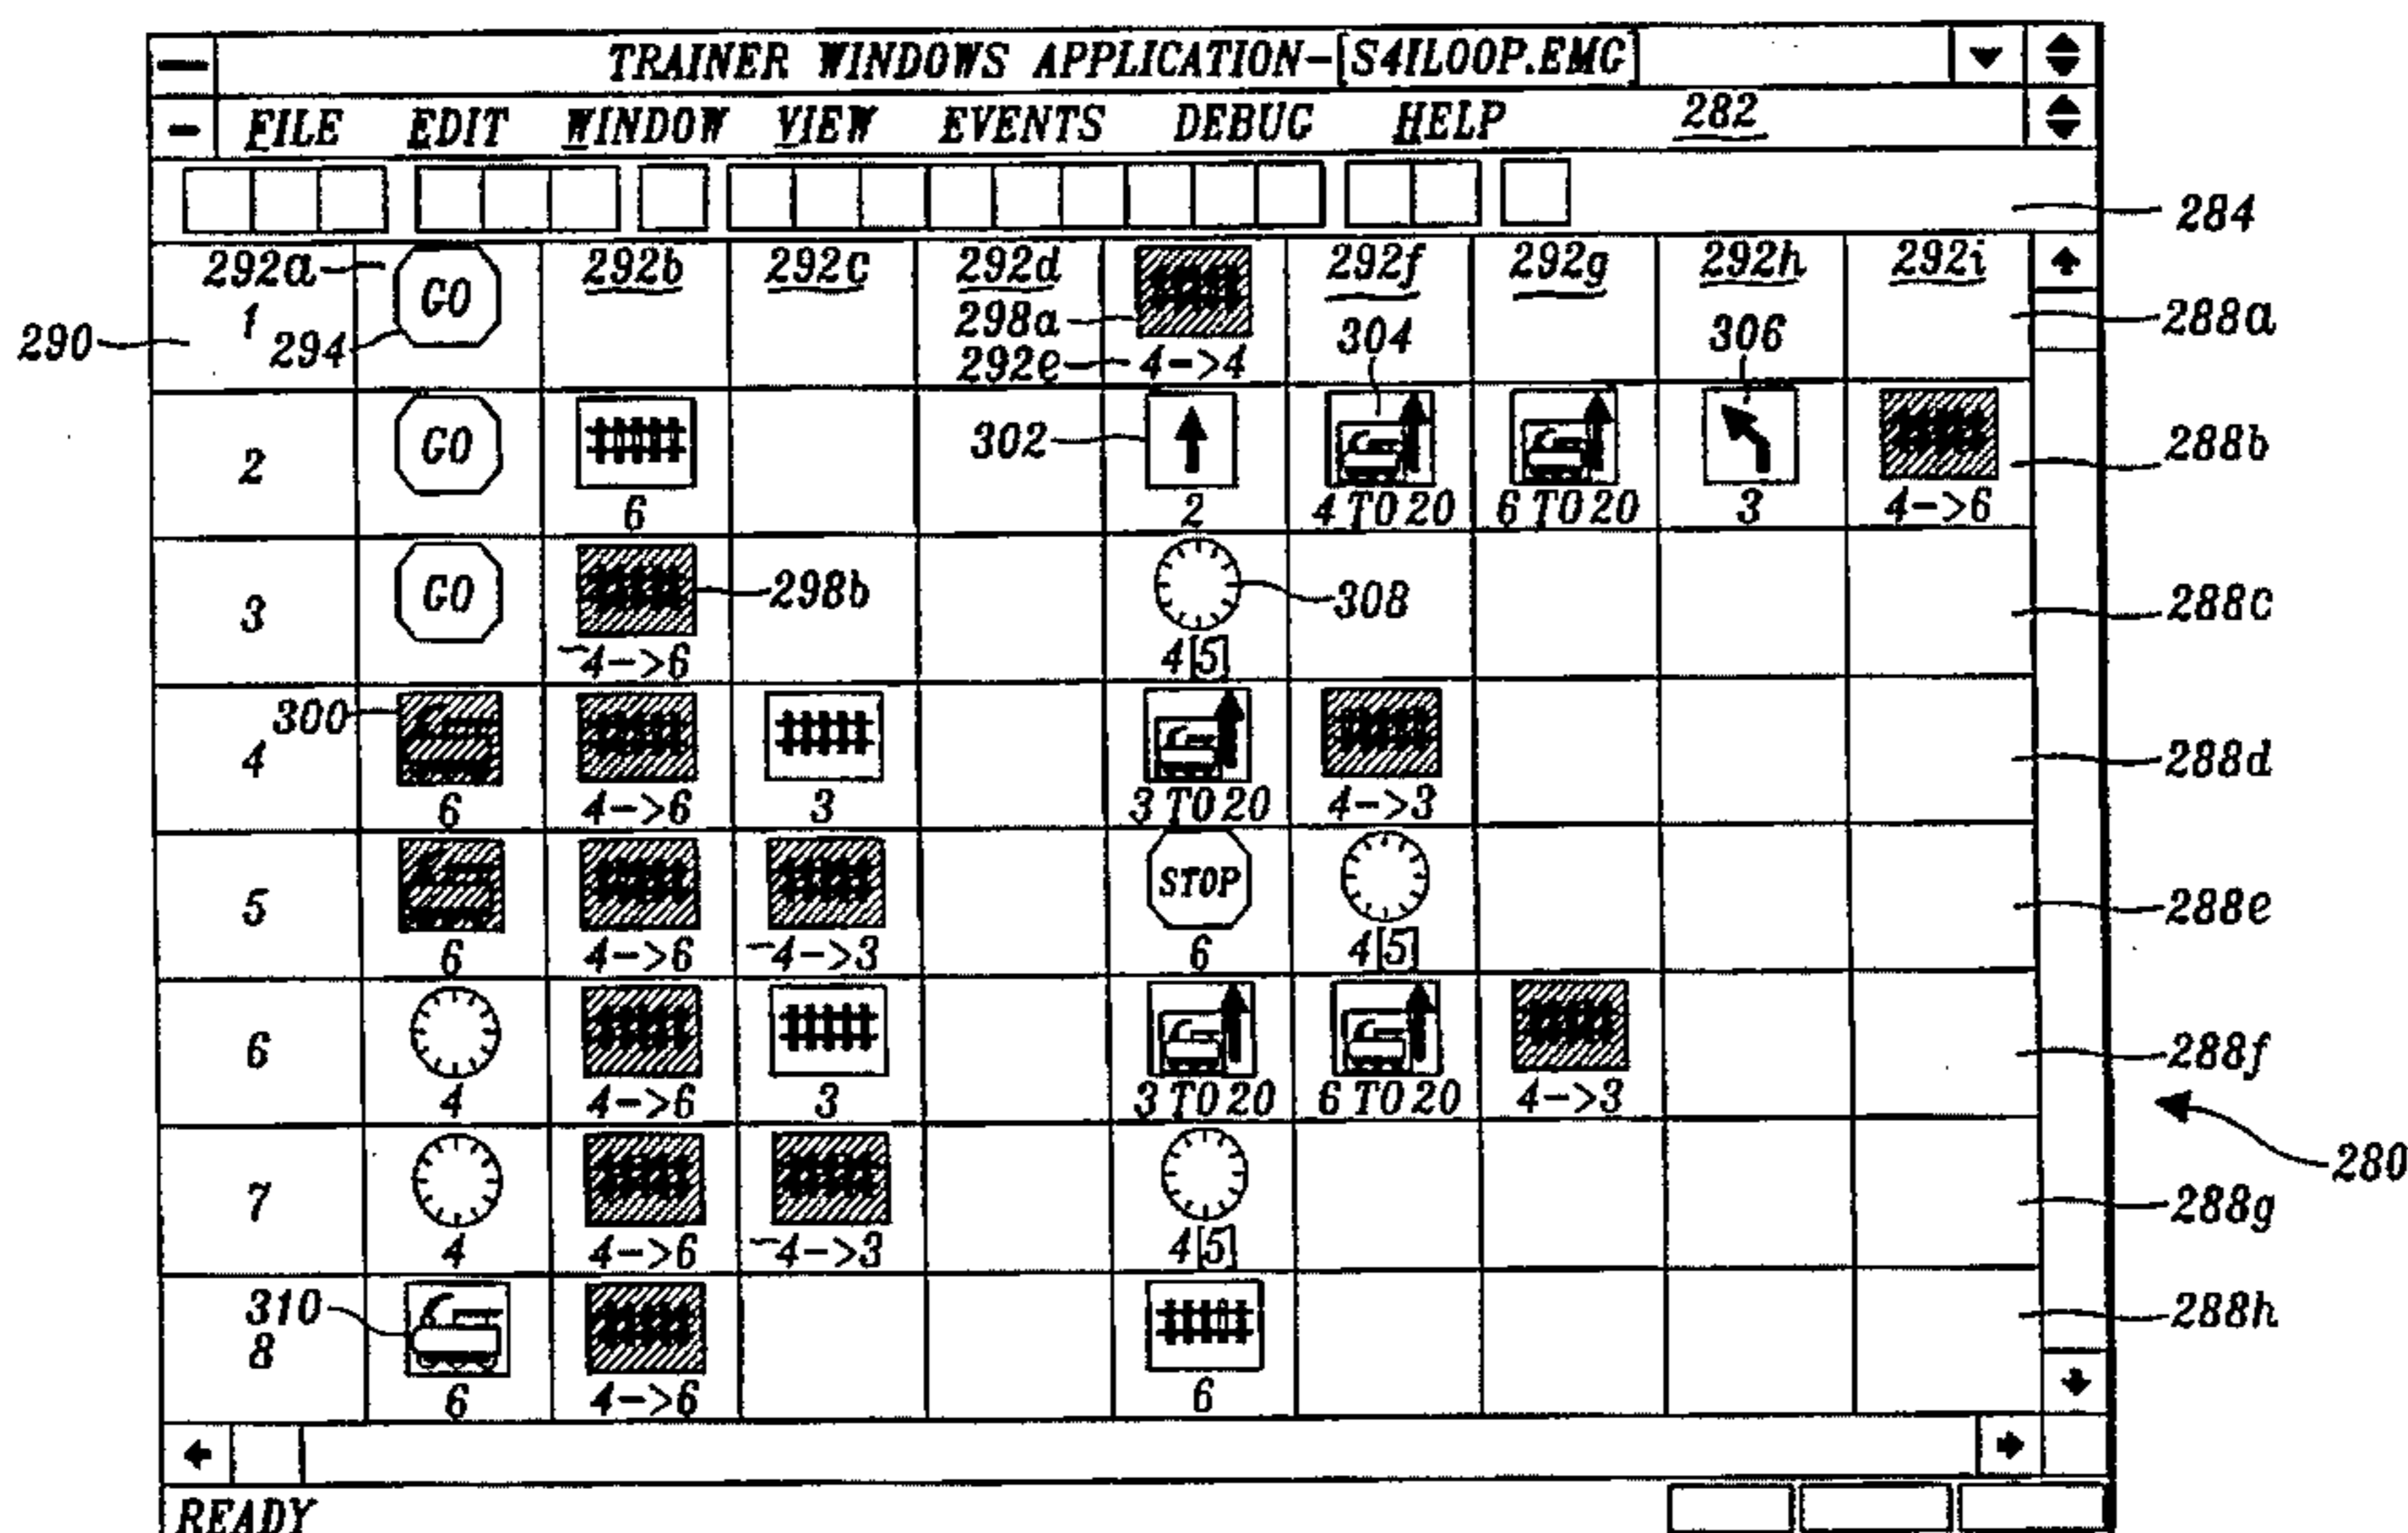 TRAINER WINDOWS APPLICATION-[S4ILOOP.EMG]
FILE EDIT WINDOW VIEW EVENTS DEBUG HELP 282
284
292a GO 292b 292c 292d 292f 292g 292h 292i
1 294 298a 304 306 288a
290 292e 4->4
2 GO 302 288b
6 2 4 TO 20 6 TO 20 3 4->6
3 GO 298b 308 288c
~4->6 4[5]
300
4 288d
6 4->6 3 3 TO 20 4->3
5 STOP 288e
6 4->6 ~4->3 6 4[5]
6 288f
4 4->6 3 3 TO 20 6 TO 20 4->3
280
7 288g
4 4->6 ~4->3 4[5]
310 288h
8
6 4->6 6
READY